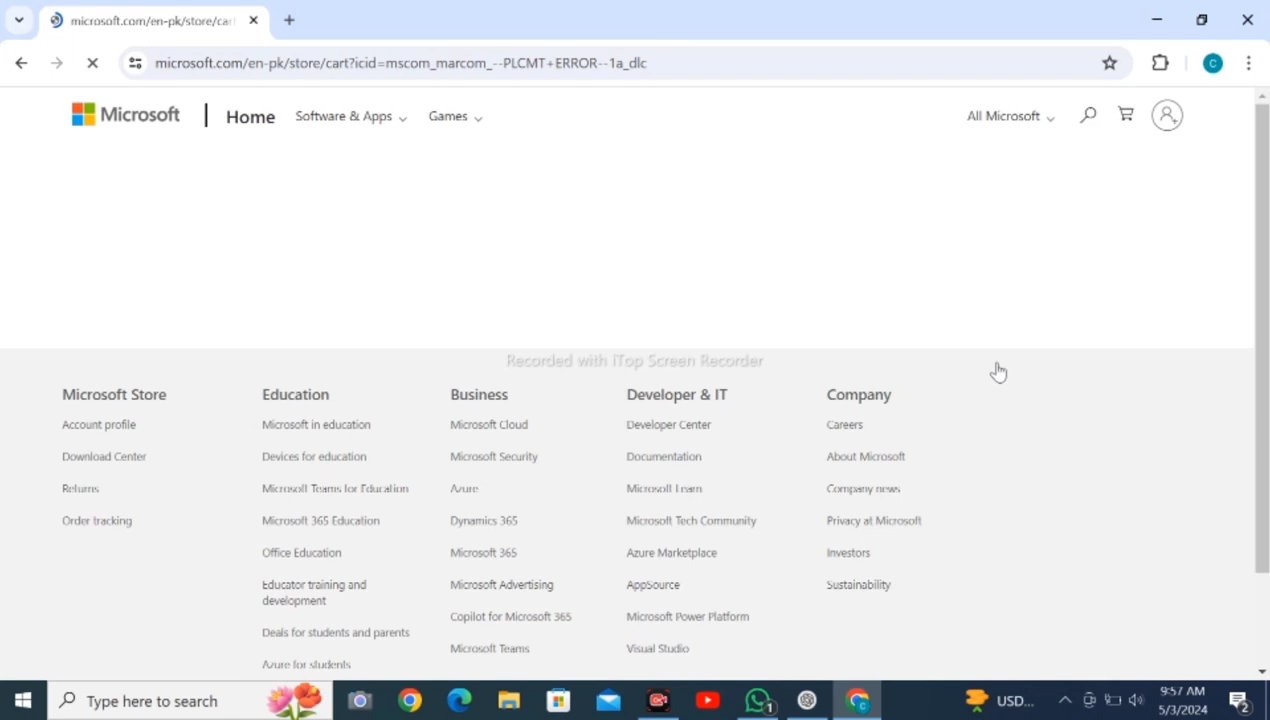 microsoft.com/en-pk/store/car
microsoft.com/en-pk/store/cart?icid=mscom_marcom_--PLCMT+ERROR--1a_dlc
Microsoft Home Software & Apps Games All Microsoft
Recorded with iTop Screen Recorder
Microsoft Store
Account profile
Download Center
Returns
Order tracking
Education
Microsoft in education
Devices for education
Microsoft Teams for Education
Microsoft 365 Education
Office Education
Educator training and
development
Deals for students and parents
Azure for students
Business
Microsoft Cloud
Microsoft Security
Azure
Dynamics 365
Microsoft 365
Microsoft Advertising
Copilot for Microsoft 365
Microsoft Teams
Developer & IT
Developer Center
Documentation
Microsoft Learn
Microsoft Tech Community
Azure Marketplace
AppSource
Microsoft Power Platform
Visual Studio
Company
Careers
About Microsoft
Company news
Privacy at Microsoft
Investors
Sustainability
Type here to search
1
USD...
9:57 AM
5/3/2024
2